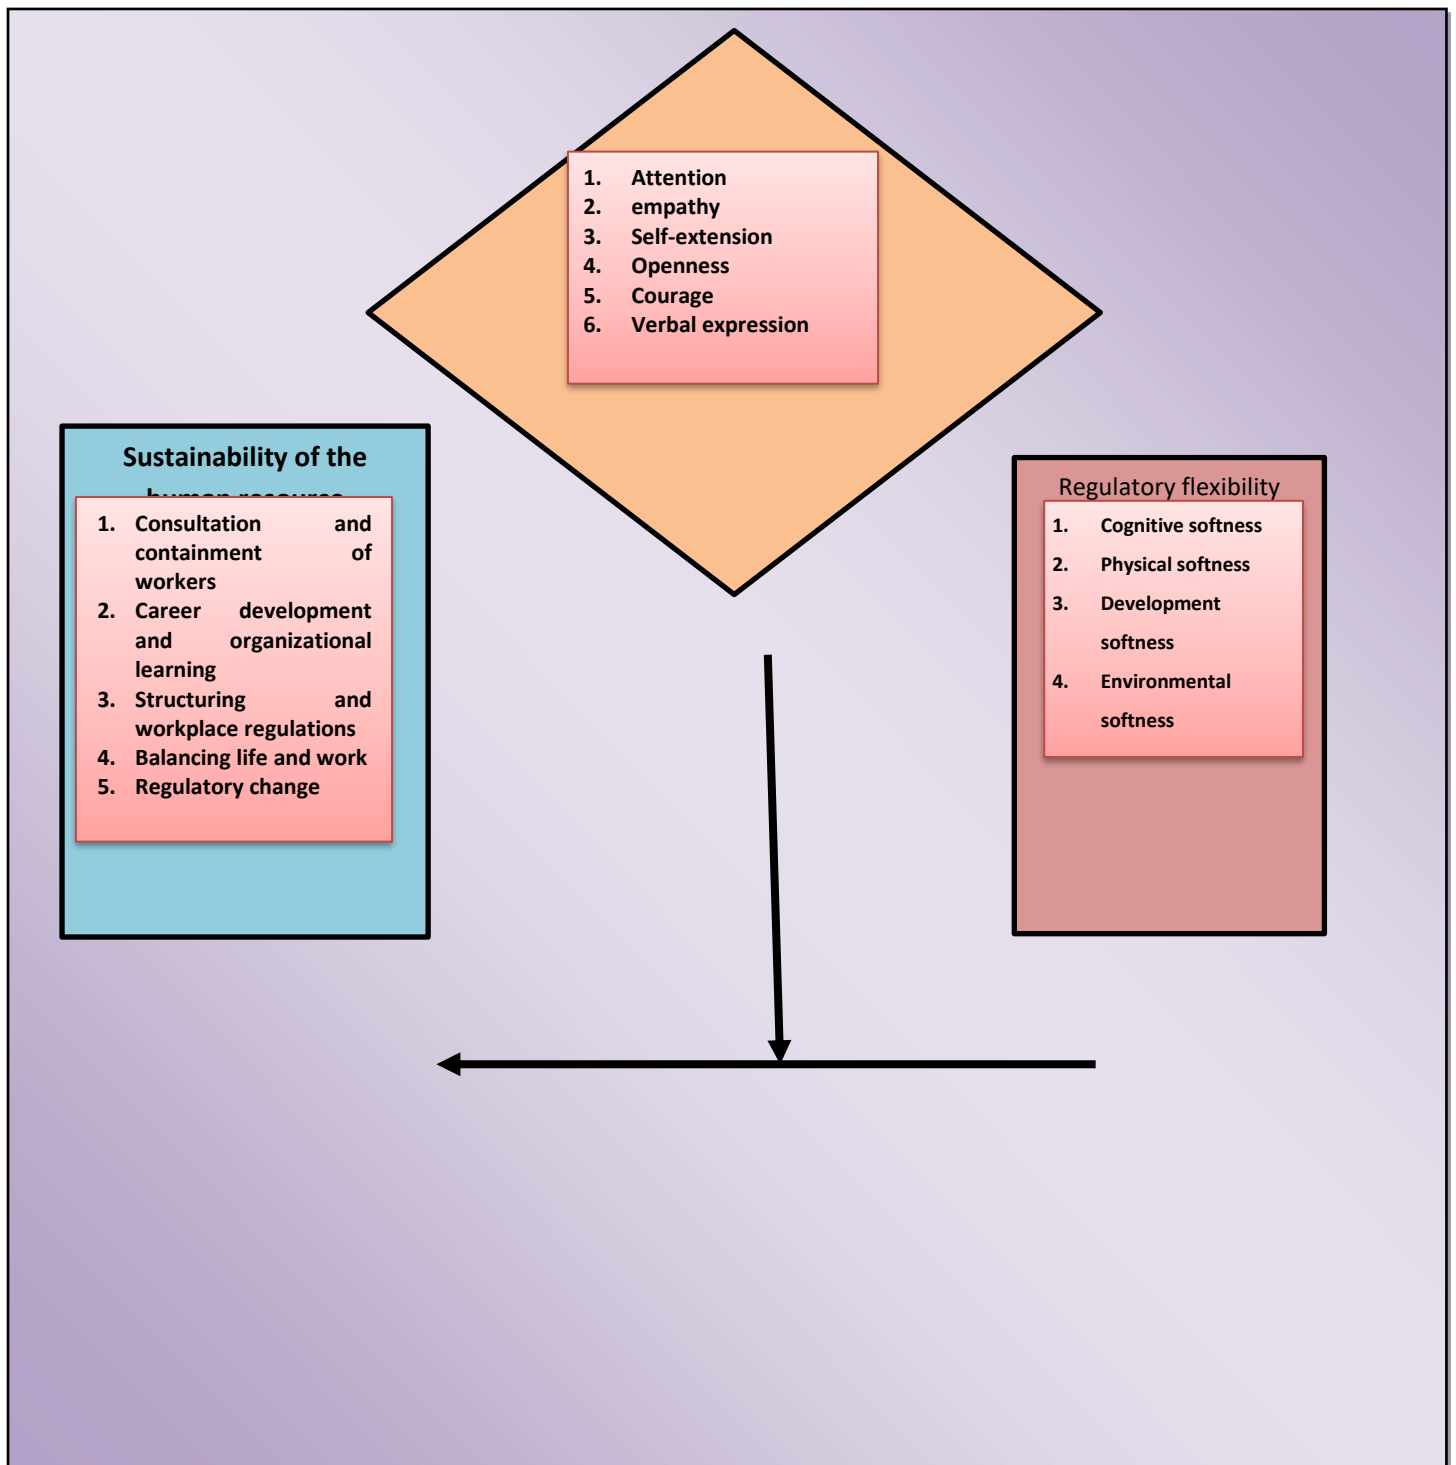 1. Attention
2. empathy
3. Self-extension
4. Openness
5. Courage
6. Verbal expression
Sustainability of the
human resource
1. Consultation and
containment of
workers
2. Career development
and organizational
learning
3. Structuring and
workplace regulations
4. Balancing life and work
5. Regulatory change
Regulatory flexibility
1. Cognitive softness
2. Physical softness
3. Development
softness
4. Environmental
softness